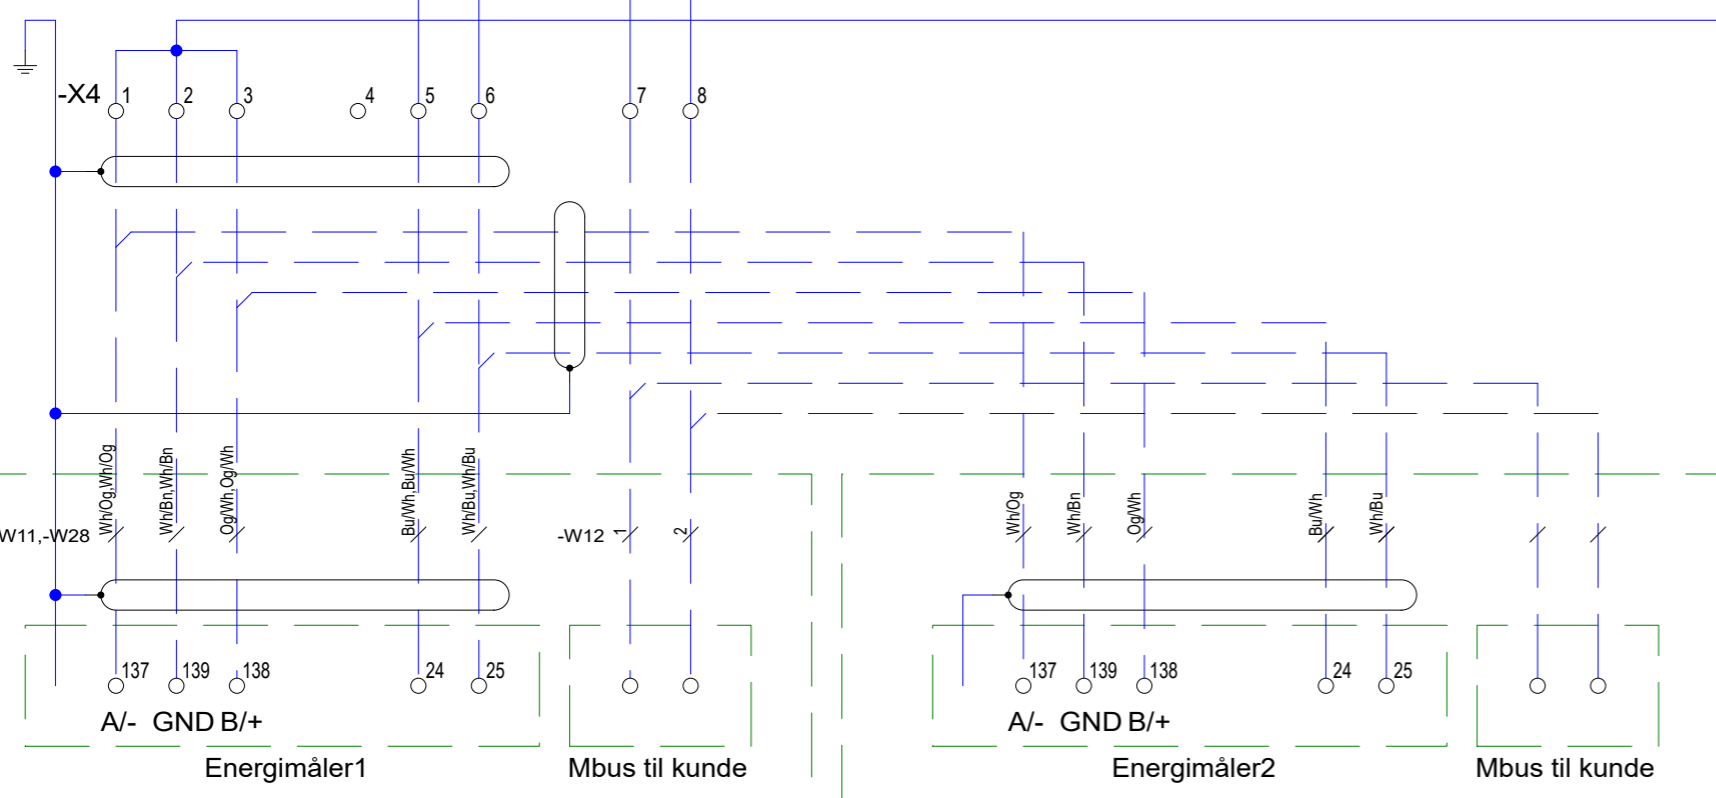 -X4 1 2 3 4 5 6 7 8
Wh/Og,Wh/Og
Wh/Bn,Wh/Bn
Og/Wh,Og/Wh
Bu/Wh,Bu/Wh
Wh/Bu,Wh/Bu
Wh/Og
Wh/Bn
Og/Wh
Bu/Wh
Wh/Bu
W11,-W28
-W12 1 2
137 139 138 24 25
137 139 138 24 25
A/- GND B/+
A/- GND B/+
Energimåler1
Mbus til kunde
Energimåler2
Mbus til kunde